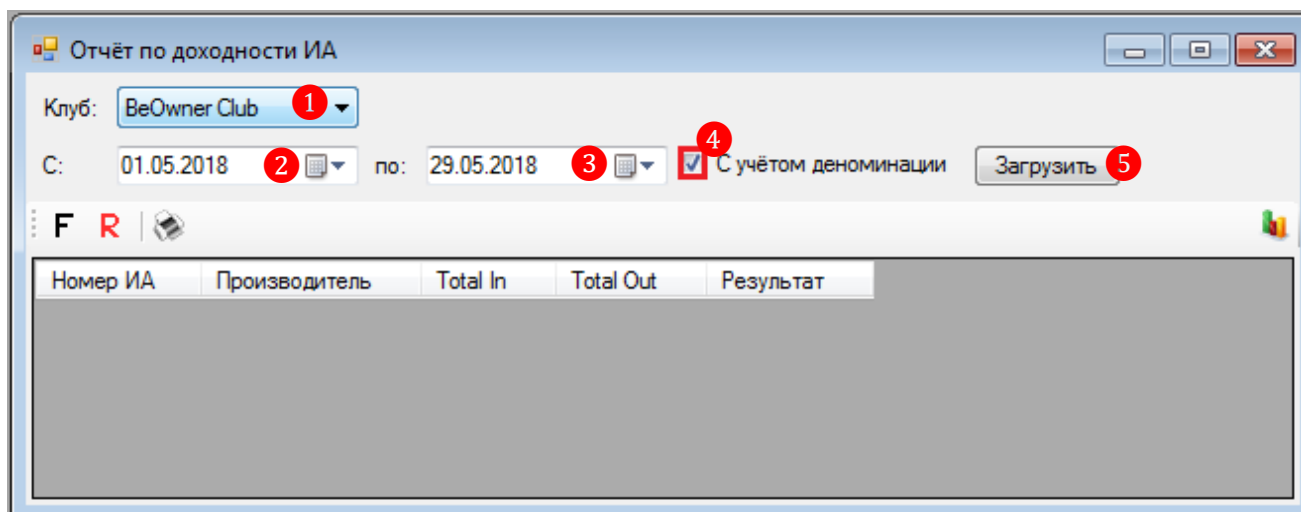 Отчёт по доходности ИА
Клуб: BeOwner Club 1
4
С: 01.05.2018 2 по: 29.05.2018 3 С учётом деноминации Загрузить 5
F R
Номер ИА Производитель Total In Total Out Результат